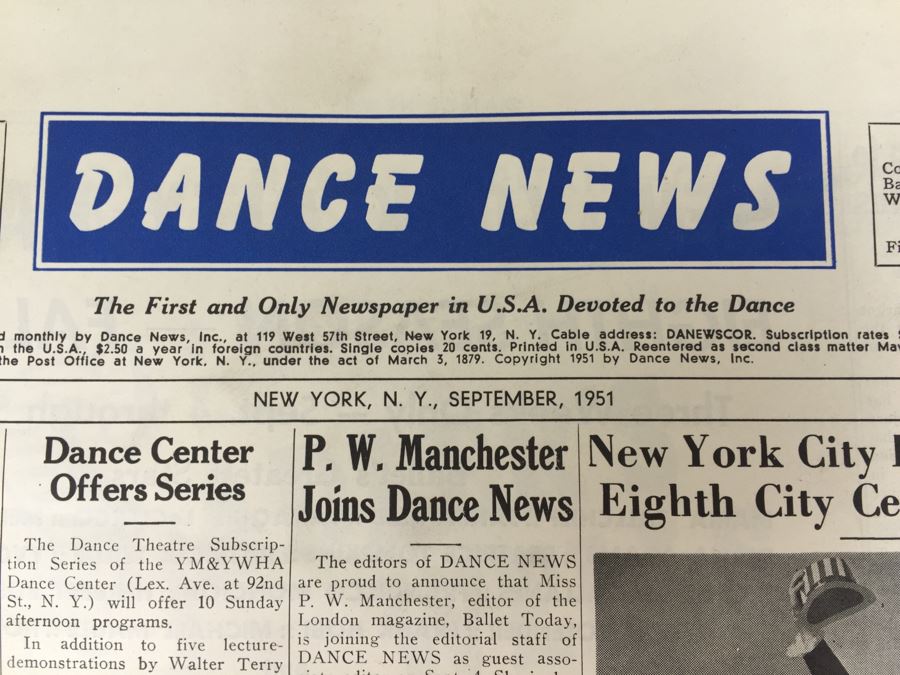 DANCE NEWS
The First and Only Newspaper in U.S.A. Devoted to the Dance
monthly by Dance News, Inc., at 119 West 57th Street, New York 19, N. Y. Cable address: DANEWSCOR. Subscription rates
the U.S.A., $2.50 a year in foreign countries. Single copies 20 cents. Printed in U.S.A. Reentered as second class matter
the Post Office at New York, N. Y., under the act of March 3, 1879. Copyright 1951 by Dance News, Inc.
NEW YORK, N. Y., SEPTEMBER, 1951
Dance Center
Offers Series
The Dance Theatre Subscrip-
tion Series of the YM&YWHA
Dance Center (Lex. Ave. at 92nd
St., N. Y.) will offer 10 Sunday
afternoon programs.
In addition to five lecture-
demonstrations by Walter Terry
P. W. Manchester
Joins Dance News
The editors of DANCE NEWS
are proud to announce that Miss
P. W. Manchester, editor of the
London magazine, Ballet Today,
is joining the editorial staff of
DANCE NEWS as guest asso-
New York City
Eighth City Ce
Co
Ba
W
Fi